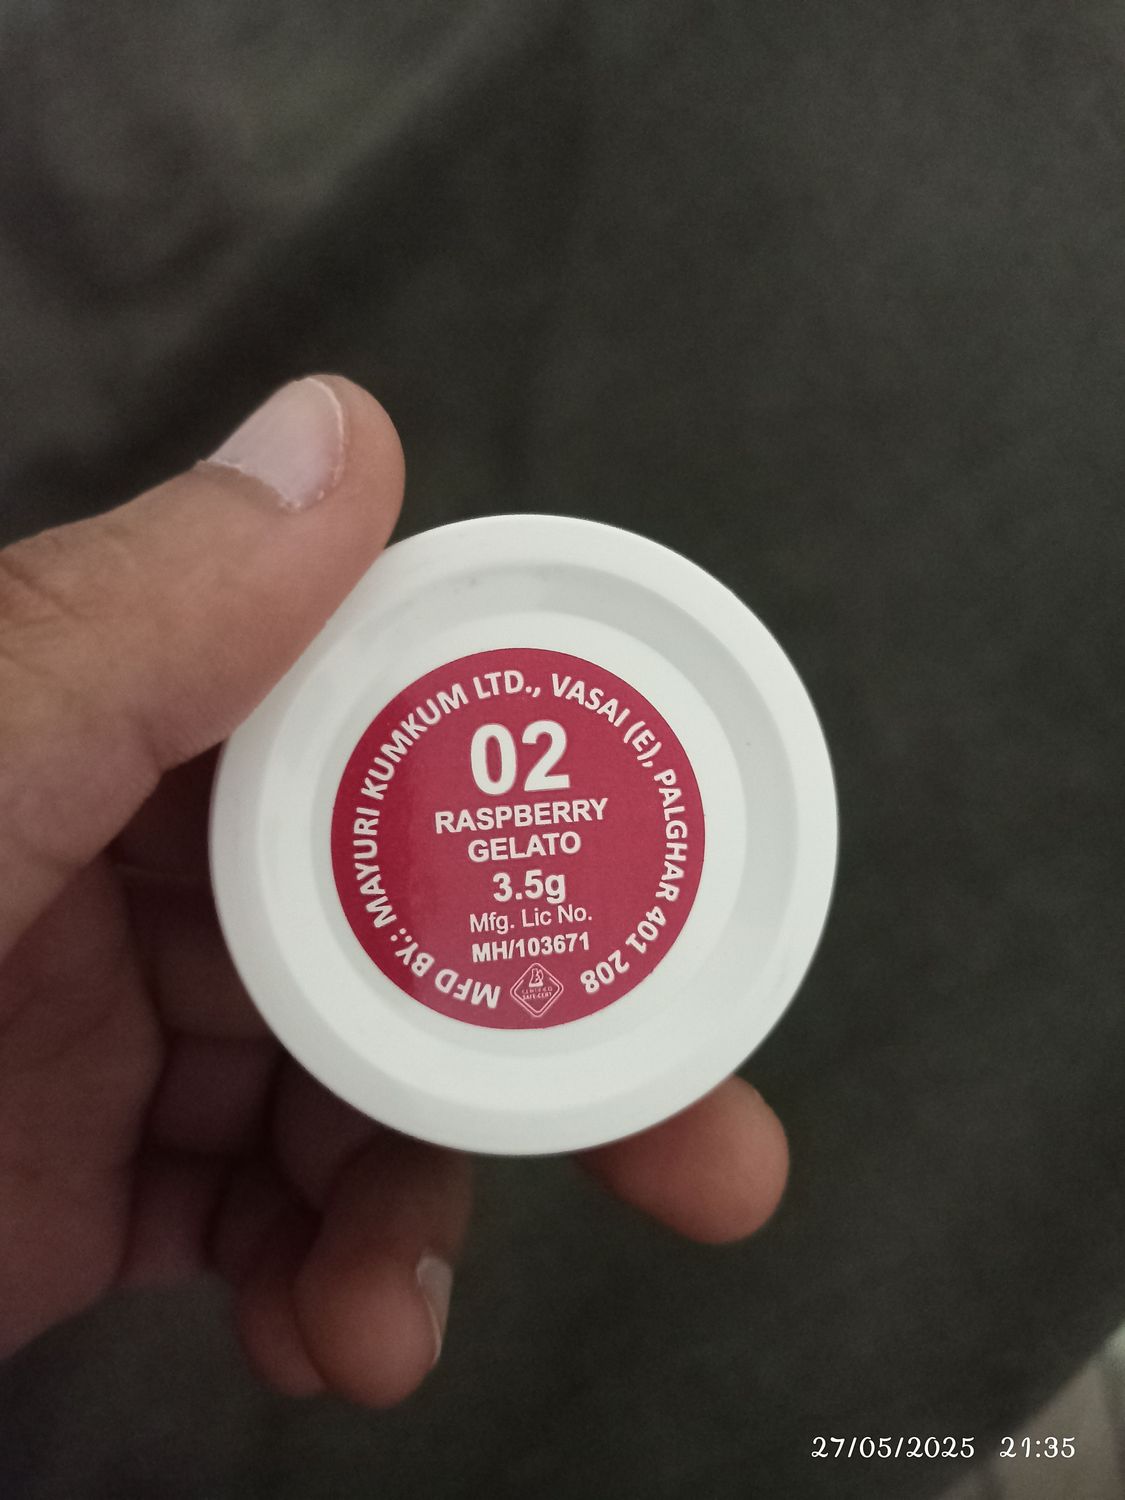 MFD BY.: MAYURI KUMKUM LTD., VASAI (E), PALGHAR 401 208
02
RASPBERRY
GELATO
3.5g
Mfg. Lic No.
MH/103671
27/05/2025 21:35